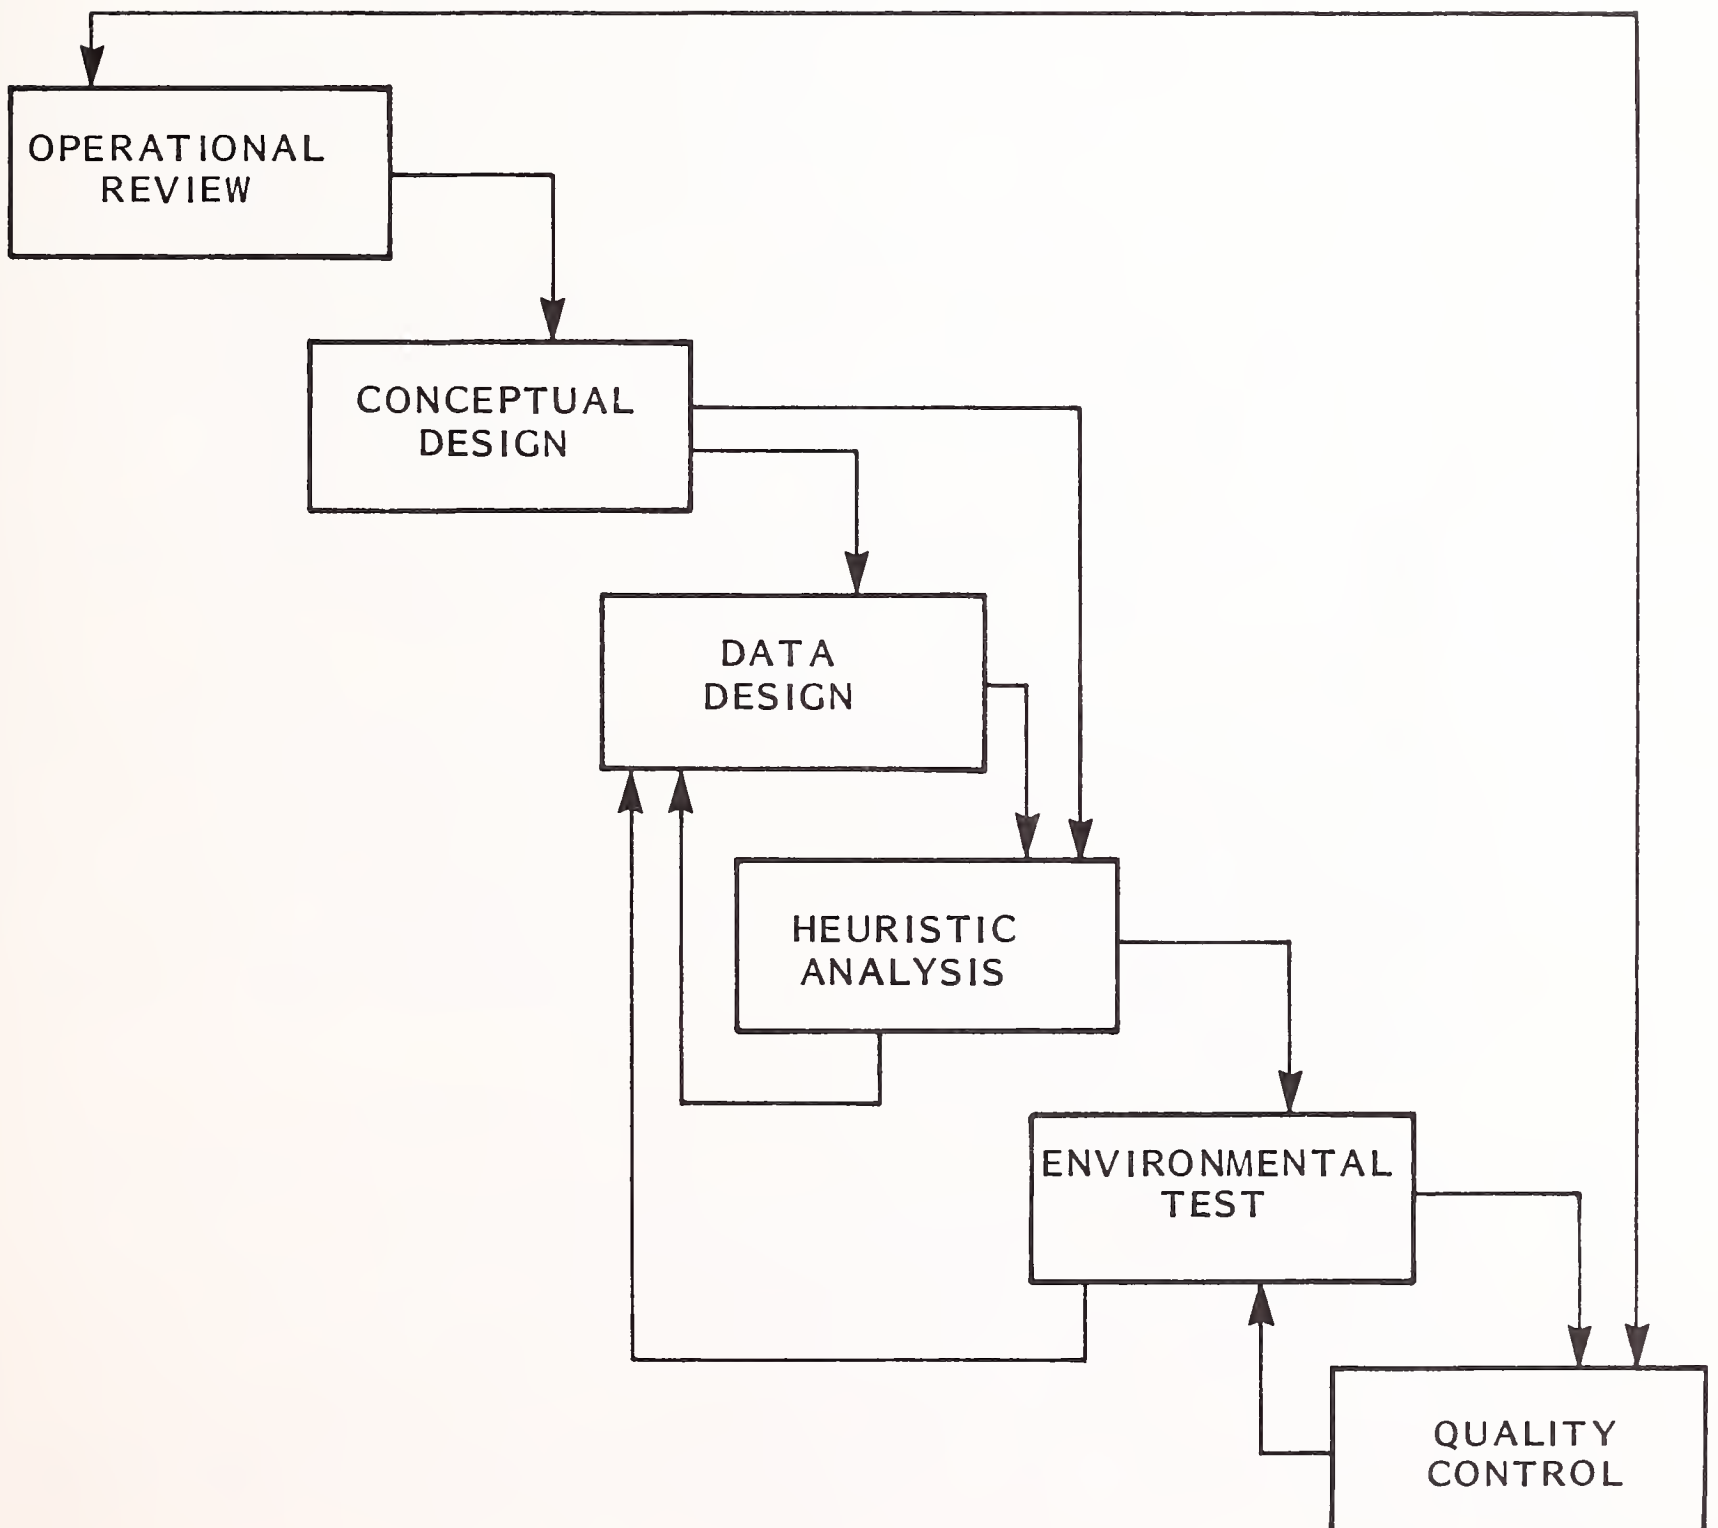 OPERATIONAL
REVIEW
CONCEPTUAL
DESIGN
DATA
DESIGN
HEURISTIC
ANALYSIS
ENVIRONMENTAL
TEST
QUALITY
CONTROL